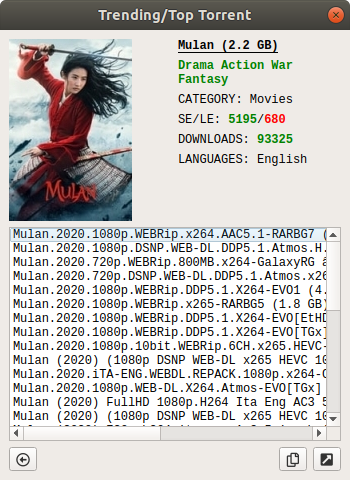 Trending/Top Torrent
MULAN
Mulan (2.2 GB)
Drama Action War
Fantasy
CATEGORY: Movies
SE/LE: 5195/680
DOWNLOADS: 93325
LANGUAGES: English
Mulan.2020.1080p.WEBRip.x264.AAC5.1-RARBG7 (
Mulan.2020.1080p.DSNP.WEB-DL.DDP5.1.Atmos.H.
Mulan.2020.720p.WEBRip.800MB.x264-GalaxyRG â
Mulan.2020.720p.DSNP.WEB-DL.DDP5.1.Atmos.x26
Mulan.2020.1080p.WEBRip.DDP5.1.X264-EVO1 (4.
Mulan.2020.1080p.WEBRip.x265-RARBG5 (1.8 GB)
Mulan.2020.1080p.WEBRip.DDP5.1.X264-EVO[EtHD
Mulan.2020.1080p.WEBRip.DDP5.1.X264-EVO[TGx]
Mulan.2020.1080p.10bit.WEBRip.6CH.x265.HEVC-
Mulan (2020) (1080p DSNP WEB-DL x265 HEVC 10
Mulan.2020.iTA-ENG.WEBDL.REPACK.1080p.x264-C
Mulan.2020.1080p.WEB-DL.X264.Atmos-EVO[TGx]
Mulan (2020) FullHD 1080p.H264 Ita Eng AC3 5
Mulan (2020) (1080p DSNP WEB-DL x265 HEVC 10